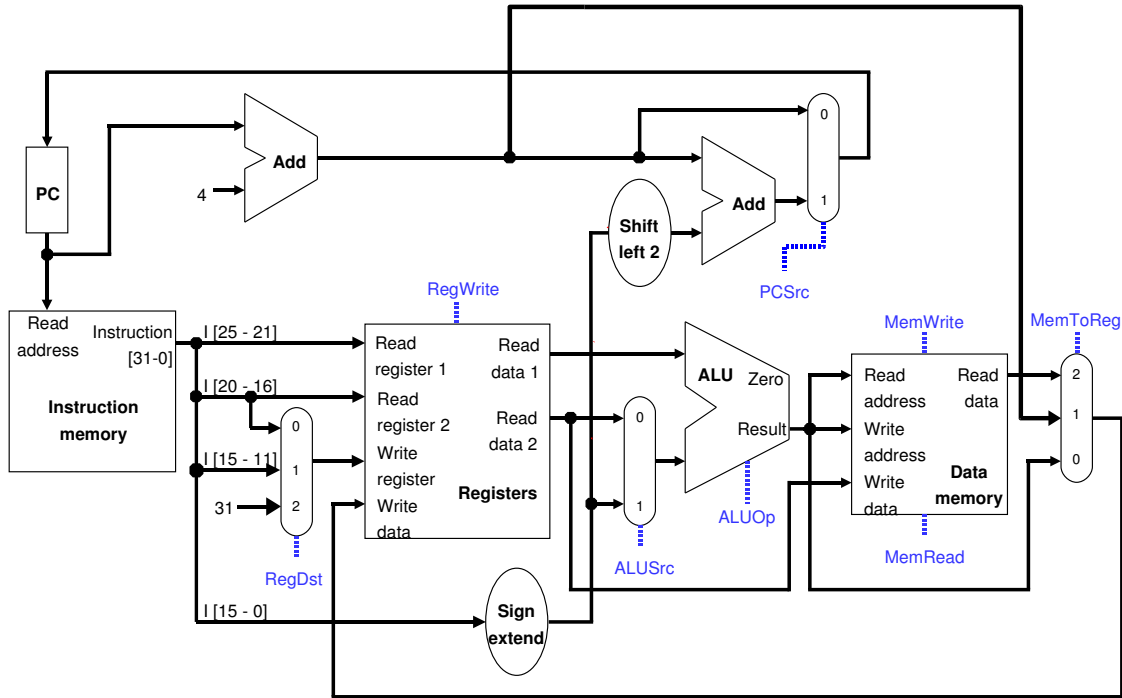 0
Add
PC
4
Add
1
Shift
left 2
PCSrc
RegWrite
MemWrite
MemToReg
Read
address
Instruction
[31-0]
Instruction
memory
I [25 - 21]
I [20 - 16]
I [15 - 11]
I [15 - 0]
31
0
1
2
RegDst
Read
register 1
Read
register 2
Write
register
Write
data
Read
data 1
Read
data 2
Registers
Sign
extend
0
1
ALUSrc
ALU
Zero
Result
ALUOp
Read
address
Write
address
Write
data
Read
data
Data
memory
MemRead
2
1
0